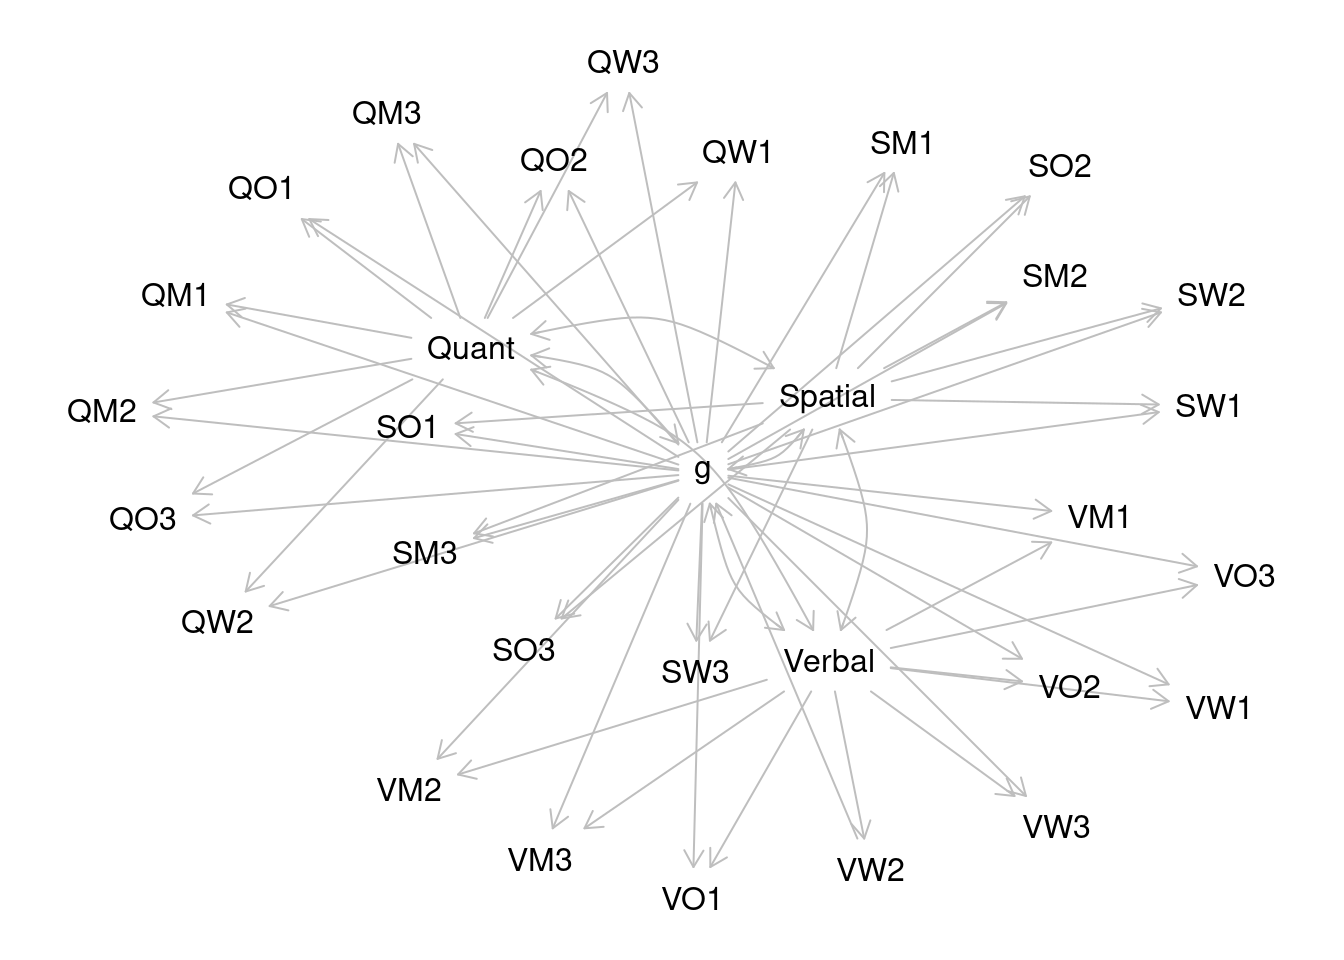 QW3
QM3
SM1
QW1
QO2
SO2
QO1
SM2
QM1
SW2
Quant
Spatial
SW1
QM2
SO1
g
VM1
QO3
SM3
VO3
QW2
SO3
Verbal
SW3
VO2
VW1
VM2
VW3
VM3
VW2
VO1